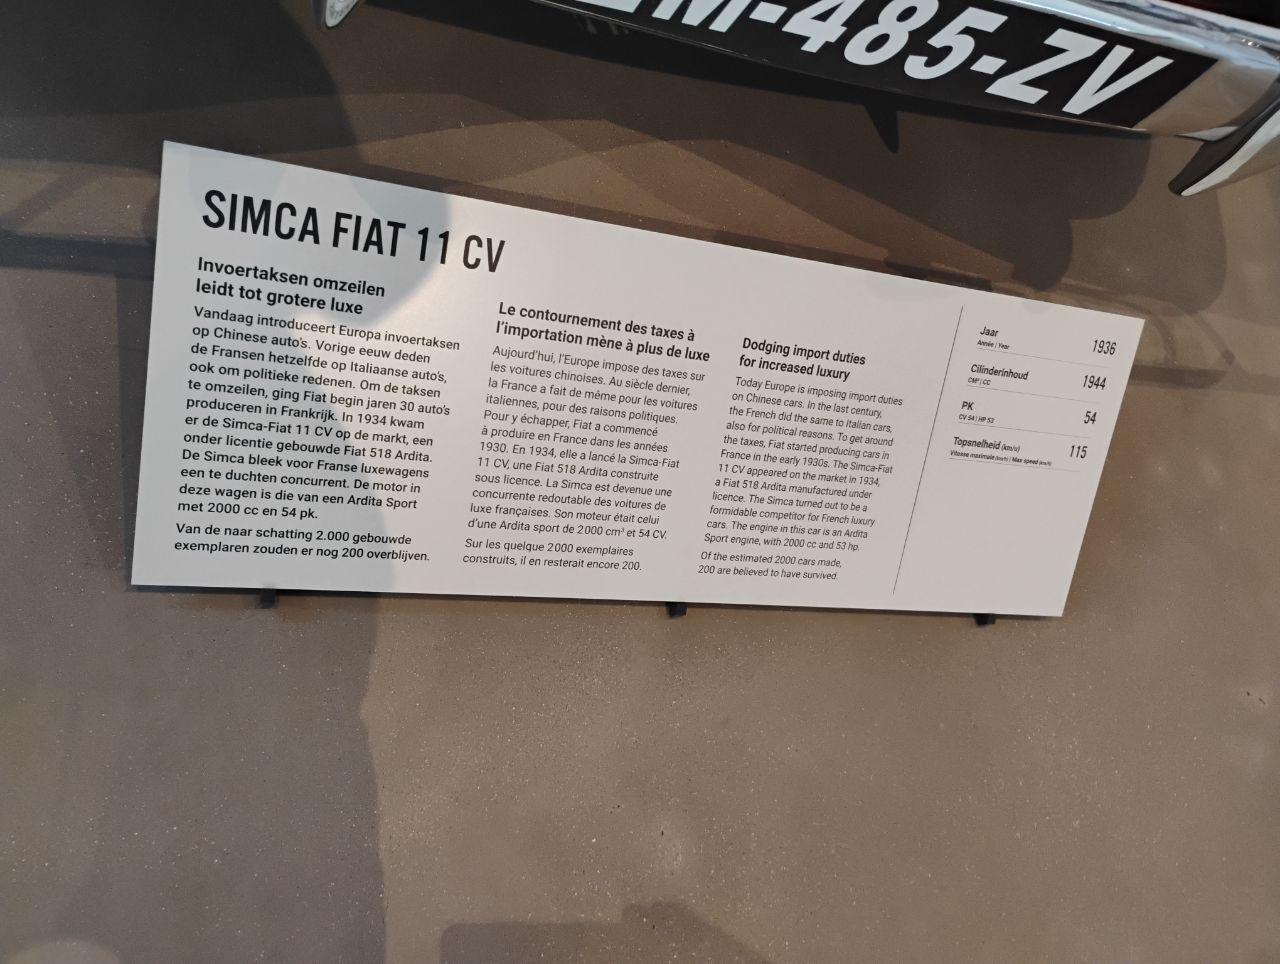 M-485-ZV
SIMCA FIAT 11 CV
Invoertaksen omzeilen
leidt tot grotere luxe
Vandaag introduceert Europa invoertaksen
op Chinese auto's. Vorige eeuw deden
de Fransen hetzelfde op Italiaanse auto's,
ook om politieke redenen. Om de taksen
te omzeilen, ging Fiat begin jaren 30 auto's
produceren in Frankrijk. In 1934 kwam
er de Simca-Fiat 11 CV op de markt, een
onder licentie gebouwde Fiat 518 Ardita.
De Simca bleek voor Franse luxewagens
een te duchten concurrent. De motor in
deze wagen is die van een Ardita Sport
met 2000 cc en 54 pk.
Van de naar schatting 2.000 gebouwde
exemplaren zouden er nog 200 overblijven.
Le contournement des taxes à
l'importation mène à plus de luxe
Aujourd'hui, l'Europe impose des taxes sur
les voitures chinoises. Au siècle dernier,
la France a fait de même pour les voitures
italiennes, pour des raisons politiques.
Pour y échapper, Fiat a commencé
à produire en France dans les années
1930. En 1934, elle a lancé la Simca-Fiat
11 CV, une Fiat 518 Ardita construite
sous licence. La Simca est devenue une
concurrente redoutable des voitures de
luxe françaises. Son moteur était celui
d'une Ardita sport de 2000 cm³ et 54 CV.
Sur les quelque 2000 exemplaires
construits, il en resterait encore 200.
Dodging import duties
for increased luxury
Today Europe is imposing import duties
on Chinese cars. In the last century,
the French did the same to Italian cars,
also for political reasons. To get around
the taxes, Fiat started producing cars in
France in the early 1930s. The Simca-Fiat
11 CV appeared on the market in 1934,
a Fiat 518 Ardita manufactured under
licence. The Simca turned out to be a
formidable competitor for French luxury
cars. The engine in this car is an Ardita
Sport engine, with 2000 cc and 53 hp.
Of the estimated 2000 cars made,
200 are believed to have survived.
Jaar 1936
Année | Year
Cilinderinhoud 1944
CM³ | CC
PK 54
CV 54 | HP 53
Topsnelheid (km/u) 115
Vitesse maximale (km/h) | Max speed (km/h)